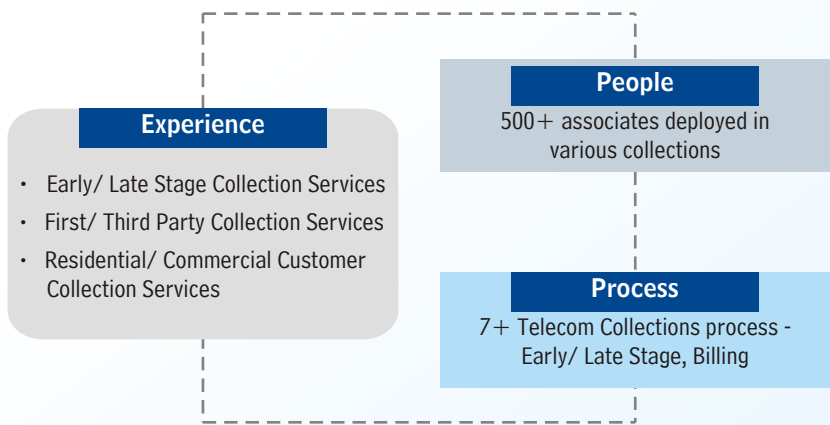 Experience
• Early/ Late Stage Collection Services
• First/ Third Party Collection Services
• Residential/ Commercial Customer
Collection Services
People
500+ associates deployed in
various collections
Process
7+ Telecom Collections process -
Early/ Late Stage, Billing